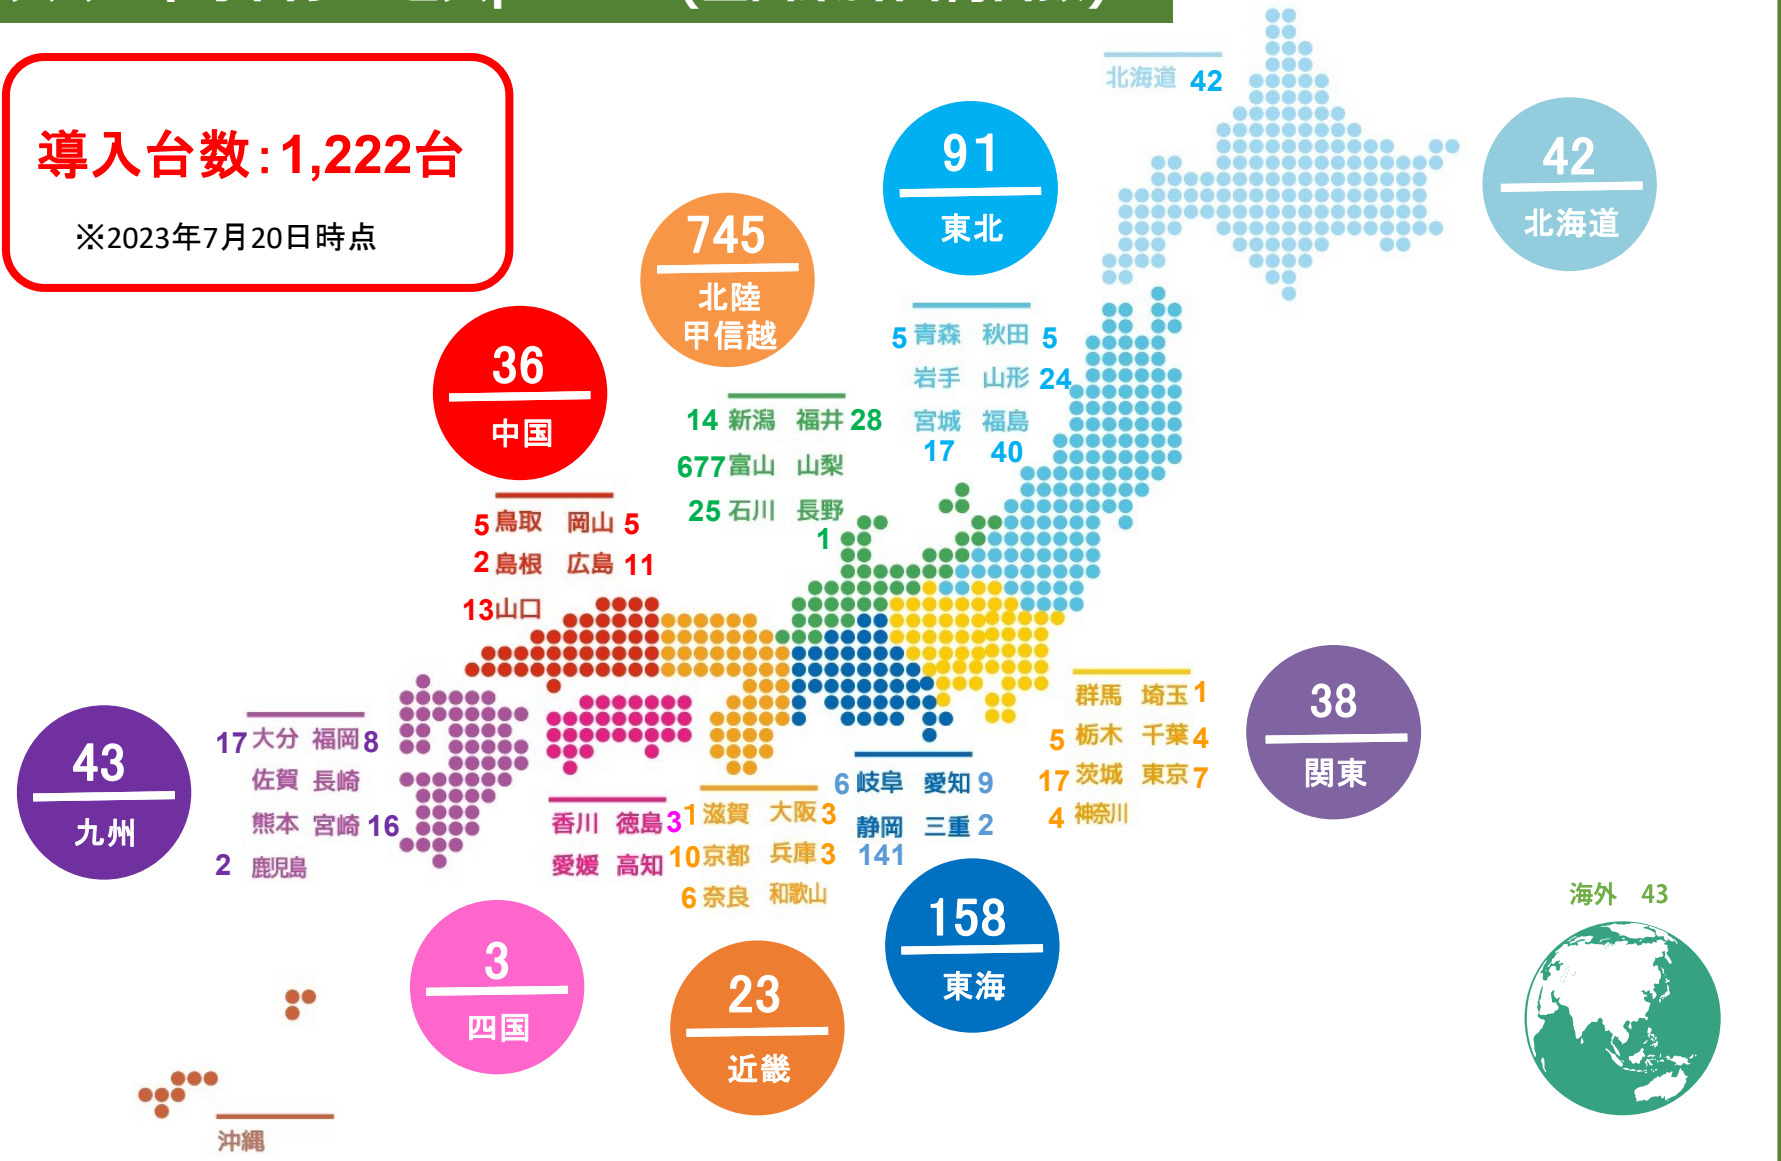 導入台数:1,222台
※2023年7月20日時点
北海道 42
42
北海道
91
東北
5 青森 秋田 5
岩手 山形 24
宮城 福島
17 40
745
北陸
甲信越
14 新潟 福井 28
677 富山 山梨
25 石川 長野
1
36
中国
5 鳥取 岡山 5
2 島根 広島 11
13 山口
43
九州
17 大分 福岡 8
佐賀 長崎
熊本 宮崎 16
2 鹿児島
香川 徳島 3
愛媛 高知
3
四国
1 滋賀 大阪 3
10 京都 兵庫 3
6 奈良 和歌山
23
近畿
6 岐阜 愛知 9
静岡 三重 2
141
158
東海
群馬 埼玉 1
5 栃木 千葉 4
17 茨城 東京 7
4 神奈川
38
関東
海外 43
沖縄